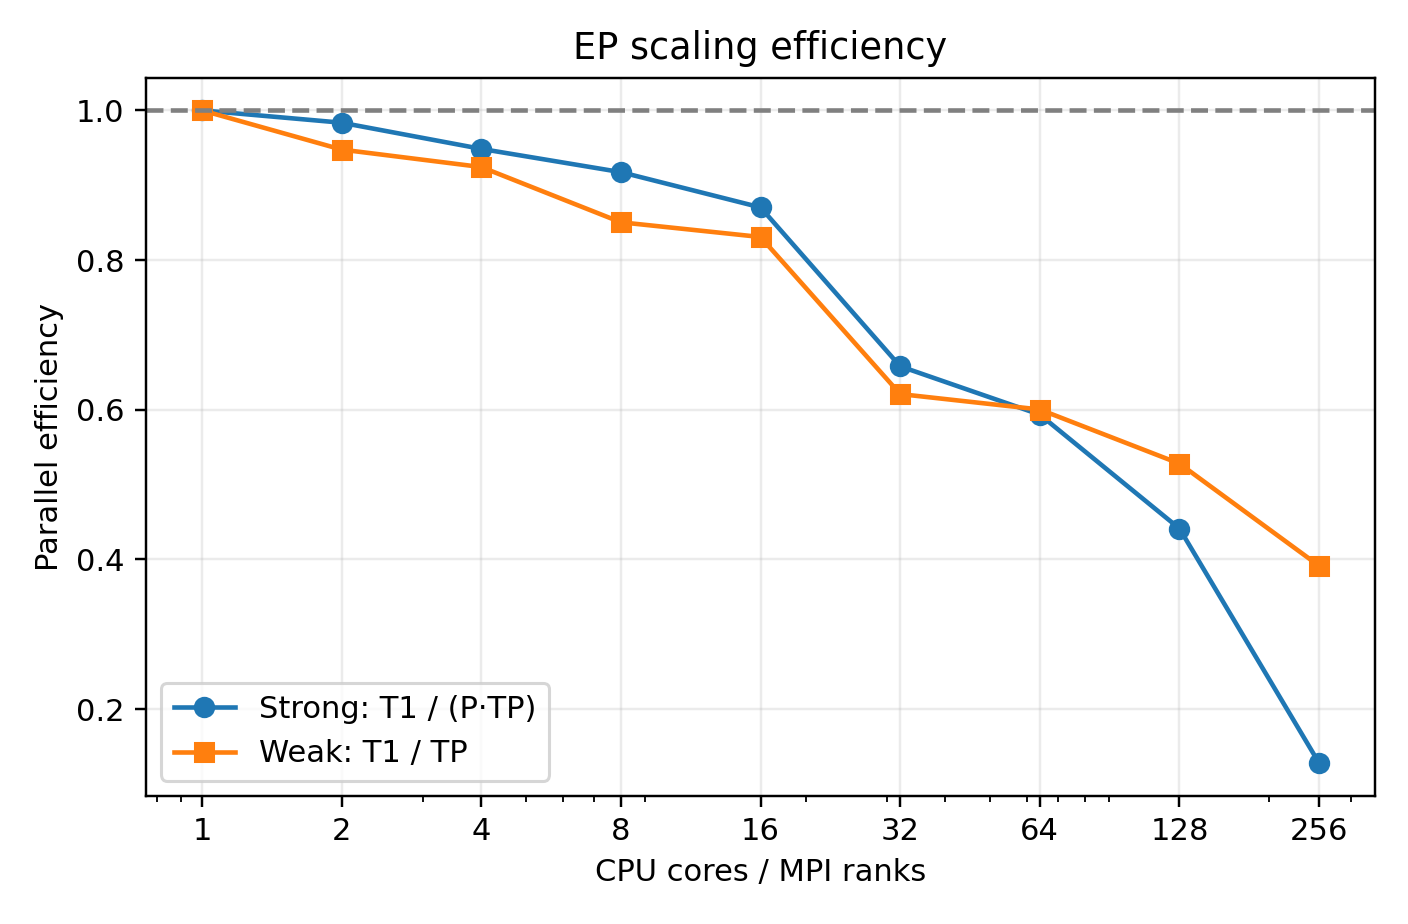 EP scaling efficiency
Parallel efficiency
1.0
0.8
0.6
0.4
0.2
Strong: T1 / (P·TP)
Weak: T1 / TP
1 2 4 8 16 32 64 128 256
CPU cores / MPI ranks